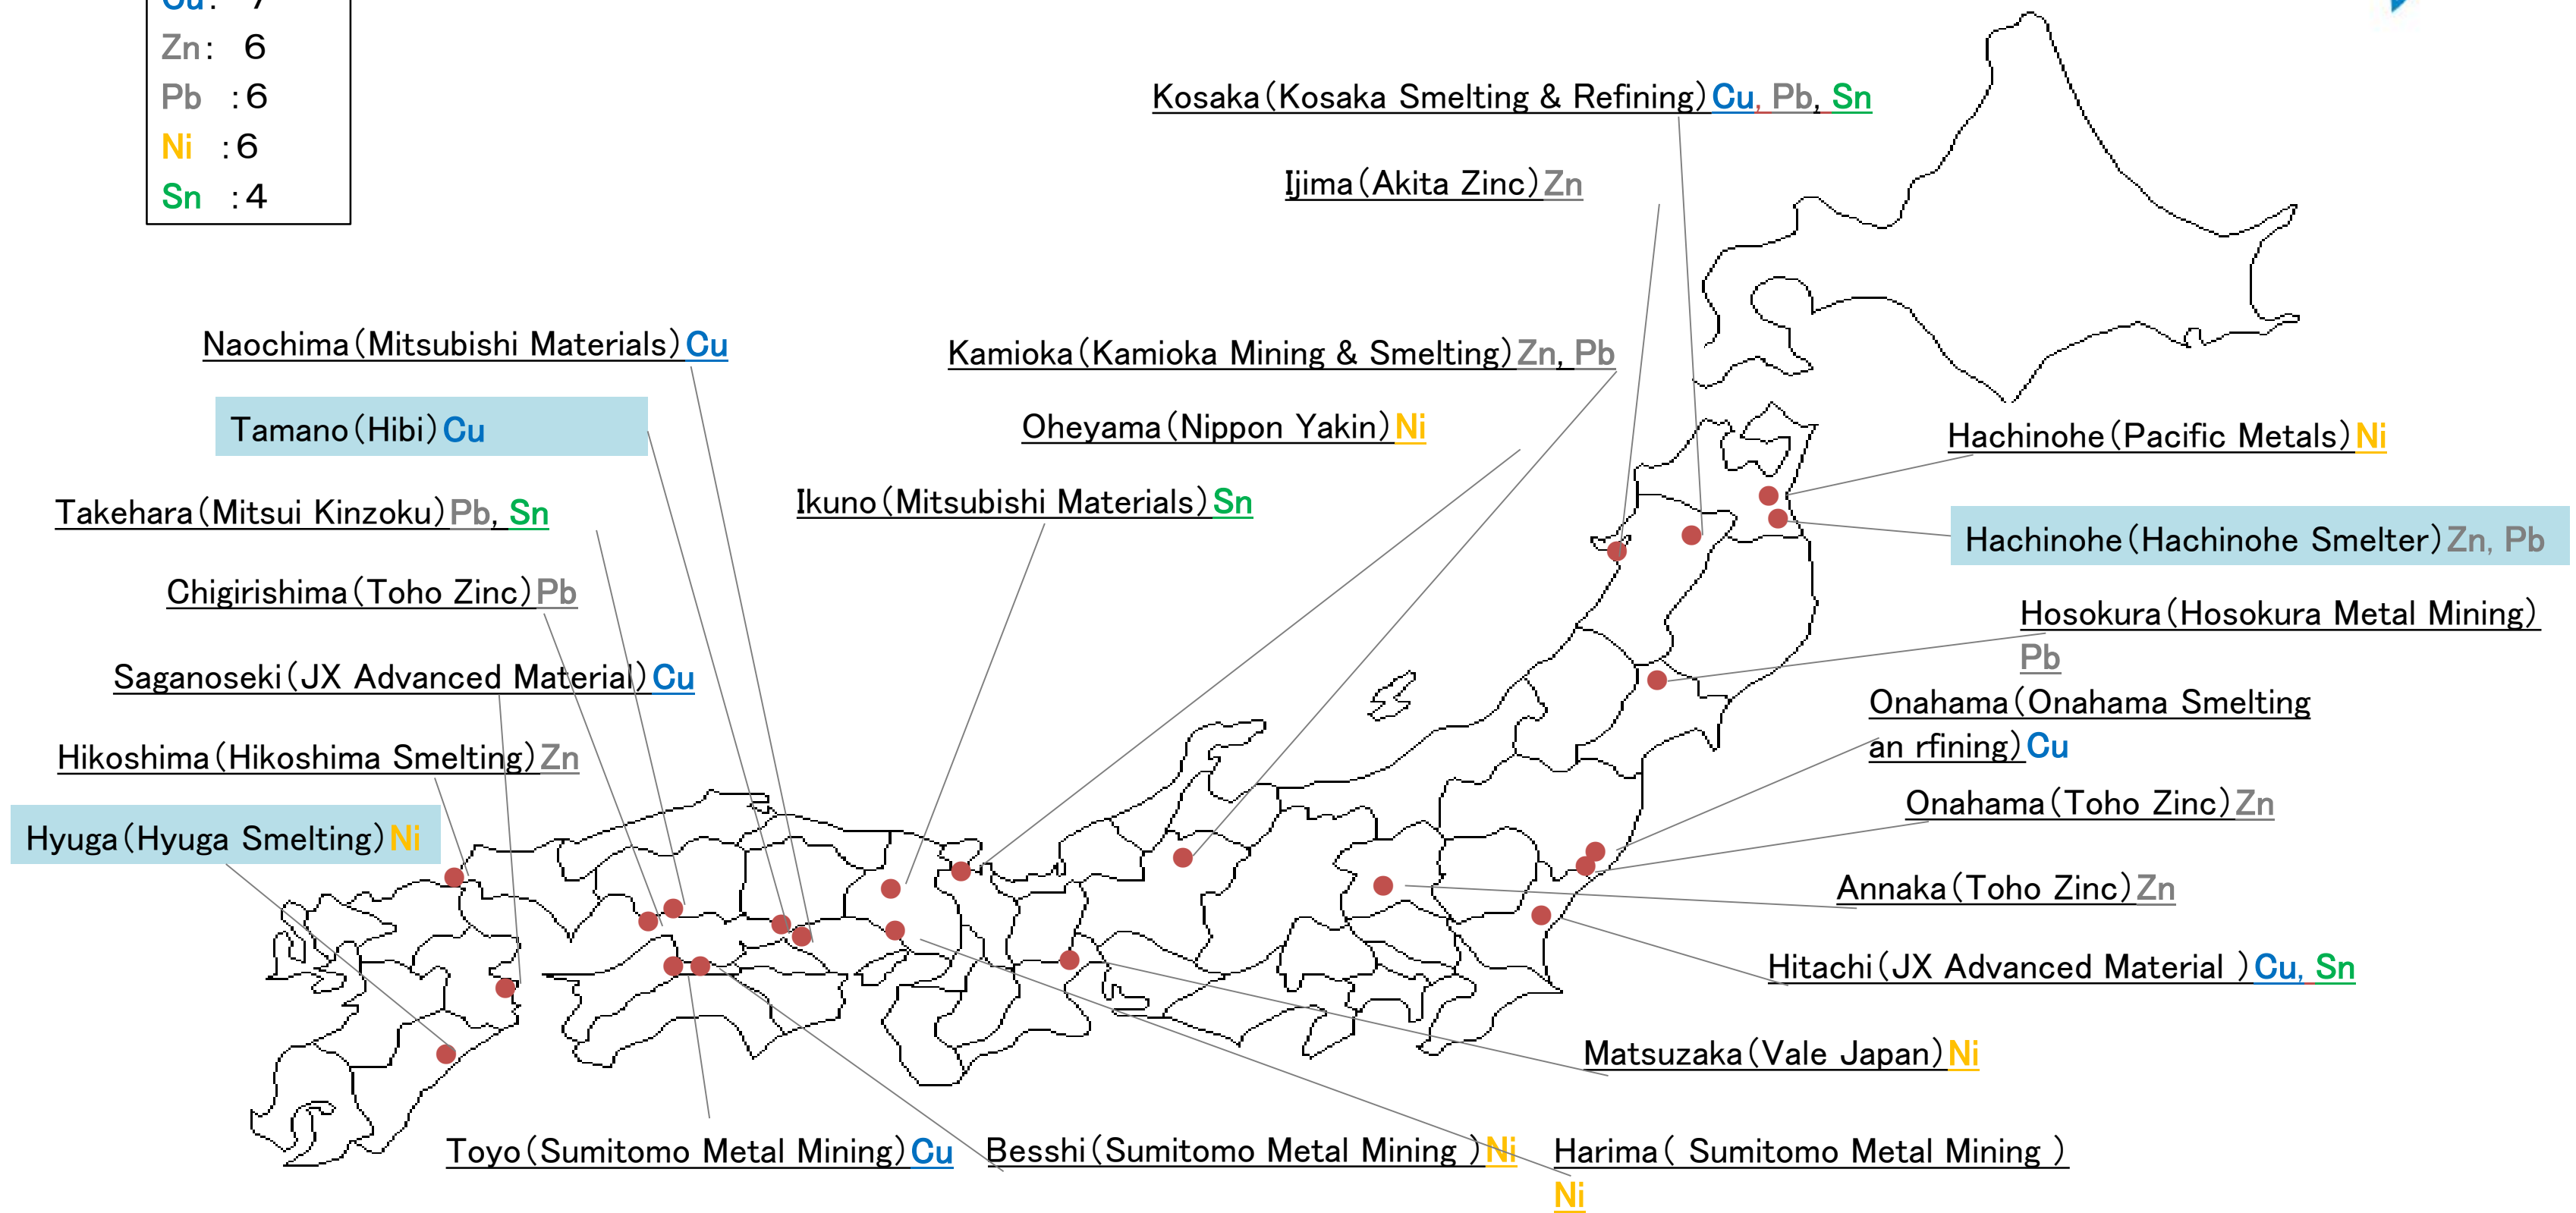 Cu: 7
Zn: 6
Pb :6
Ni :6
Sn :4
Kosaka(Kosaka Smelting & Refining)Cu, Pb, Sn
Ijima(Akita Zinc)Zn
Naochima(Mitsubishi Materials)Cu
Kamioka(Kamioka Mining & Smelting)Zn, Pb
Tamano(Hibi)Cu
Oheyama(Nippon Yakin)Ni
Hachinohe(Pacific Metals)Ni
Takehara(Mitsui Kinzoku)Pb, Sn
Ikuno(Mitsubishi Materials)Sn
Hachinohe(Hachinohe Smelter)Zn, Pb
Chigirishima(Toho Zinc)Pb
Hosokura(Hosokura Metal Mining)
Pb
Saganoseki(JX Advanced Material)Cu
Onahama(Onahama Smelting
an rfining)Cu
Hikoshima(Hikoshima Smelting)Zn
Onahama(Toho Zinc)Zn
Hyuga(Hyuga Smelting)Ni
Annaka(Toho Zinc)Zn
Hitachi(JX Advanced Material )Cu, Sn
Matsuzaka(Vale Japan)Ni
Toyo(Sumitomo Metal Mining)Cu
Besshi(Sumitomo Metal Mining )Ni
Harima( Sumitomo Metal Mining )
Ni